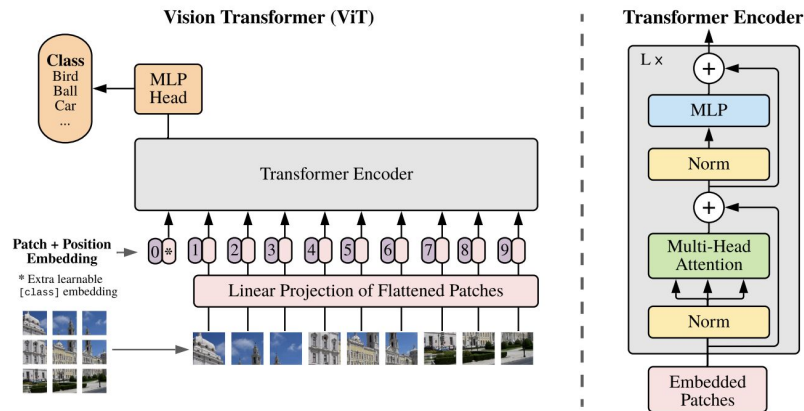 Vision Transformer (ViT)
Class
Bird
Ball
Car
...
MLP
Head
Transformer Encoder
Patch + Position
Embedding
0 * 1 2 3 4 5 6 7 8 9
* Extra learnable
[class] embedding
Linear Projection of Flattened Patches
Transformer Encoder
L ×
+
MLP
Norm
+
Multi-Head
Attention
Norm
Embedded
Patches